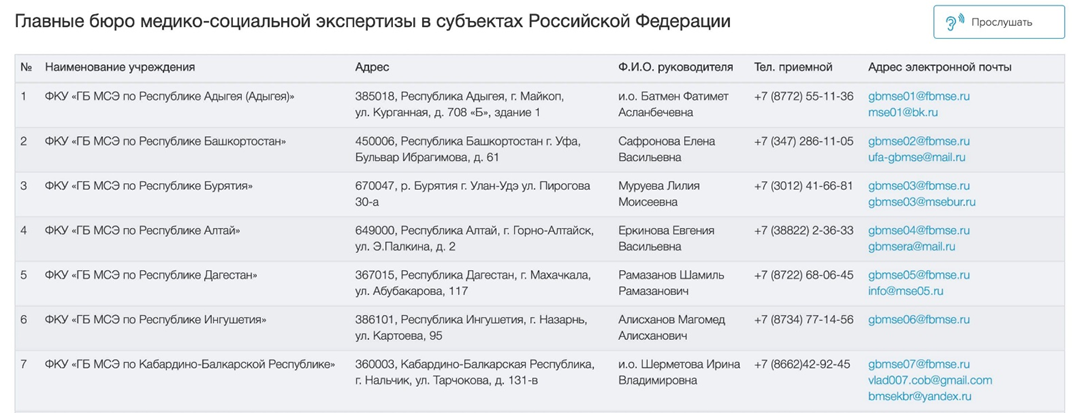 Главные бюро медико-социальной экспертизы в субъектах Российской Федерации
Прослушать
№ Наименование учреждения Адрес Ф.И.О. руководителя Тел. приемной Адрес электронной почты
1 ФКУ «ГБ МСЭ по Республике Адыгея (Адыгея)» 385018, Республика Адыгея, г. Майкоп, и.о. Батмен Фатимет +7 (8772) 55-11-36 gbmse01@fbmse.ru
ул. Курганная, д. 708 «Б», здание 1 Асланбечевна mse01@bk.ru
2 ФКУ «ГБ МСЭ по Республике Башкортостан» 450006, Республика Башкортостан г. Уфа, Сафронова Елена +7 (347) 286-11-05 gbmse02@fbmse.ru
Бульвар Ибрагимова, д. 61 Васильевна ufa-gbmse@mail.ru
3 ФКУ «ГБ МСЭ по Республике Бурятия» 670047, р. Бурятия г. Улан-Удэ ул. Пирогова Муруева Лилия +7 (3012) 41-66-81 gbmse03@fbmse.ru
30-а Моисеевна gbmse03@msebur.ru
4 ФКУ «ГБ МСЭ по Республике Алтай» 649000, Республика Алтай, г. Горно-Алтайск, Еркинова Евгения +7 (38822) 2-36-33 gbmse04@fbmse.ru
ул. Э.Палкина, д. 2 Васильевна gbmsera@mail.ru
5 ФКУ «ГБ МСЭ по Республике Дагестан» 367015, Республика Дагестан, г. Махачкала, Рамазанов Шамиль +7 (8722) 68-06-45 gbmse05@fbmse.ru
ул. Абубакарова, 117 Рамазанович info@mse05.ru
6 ФКУ «ГБ МСЭ по Республике Ингушетия» 386101, Республика Ингушетия, г. Назарнь, Алисханов Магомед +7 (8734) 77-14-56 gbmse06@fbmse.ru
ул. Картоева, 95 Алисханович
7 ФКУ «ГБ МСЭ по Кабардино-Балкарской Республике» 360003, Кабардино-Балкарская Республика, и.о. Шерметова Ирина +7 (8662)42-92-45 gbmse07@fbmse.ru
г. Нальчик, ул. Тарчокова, д. 131-в Владимировна vlad007.cob@gmail.com
bmsekbr@yandex.ru